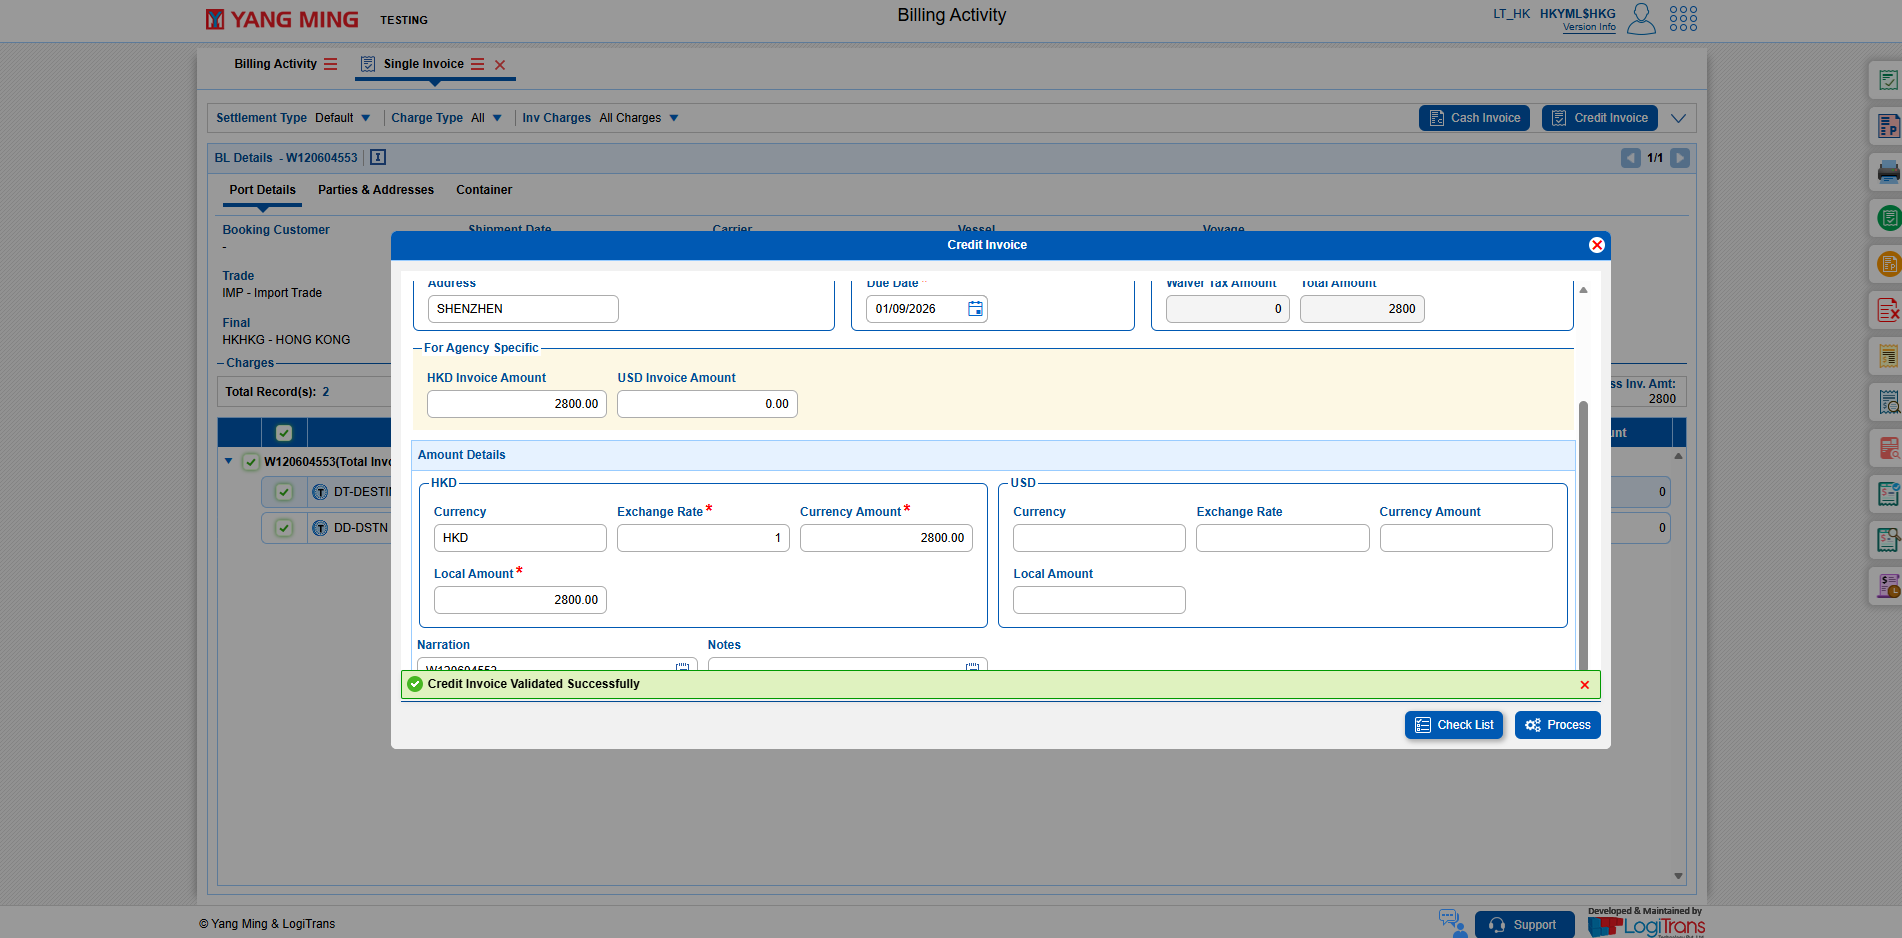 YANG MING TESTING
Billing Activity
LT_HK HKYML$HKG
Version Info
Billing Activity Single Invoice
Settlement Type Default Charge Type All Inv Charges All Charges
Cash Invoice Credit Invoice
BL Details - W120604553
1/1
Port Details Parties & Addresses Container
Booking Customer Shipment Date Carrier Vessel Voyage
-
Trade
IMP - Import Trade
Final
HKHKG - HONG KONG
Charges
Total Record(s): 2
ss Inv. Amt:
2800
unt
W120604553(Total Invo
DT-DESTI
0
DD-DSTN
0
Credit Invoice
Address Due Date Waiver Tax Amount Total Amount
SHENZHEN 01/09/2026 0 2800
For Agency Specific
HKD Invoice Amount USD Invoice Amount
2800.00 0.00
Amount Details
HKD USD
Currency Exchange Rate* Currency Amount* Currency Exchange Rate Currency Amount
HKD 1 2800.00
Local Amount* Local Amount
2800.00
Narration Notes
W120604553
Credit Invoice Validated Successfully
Check List Process
© Yang Ming & LogiTrans
Support
Developed & Maintained by
LogiTrans